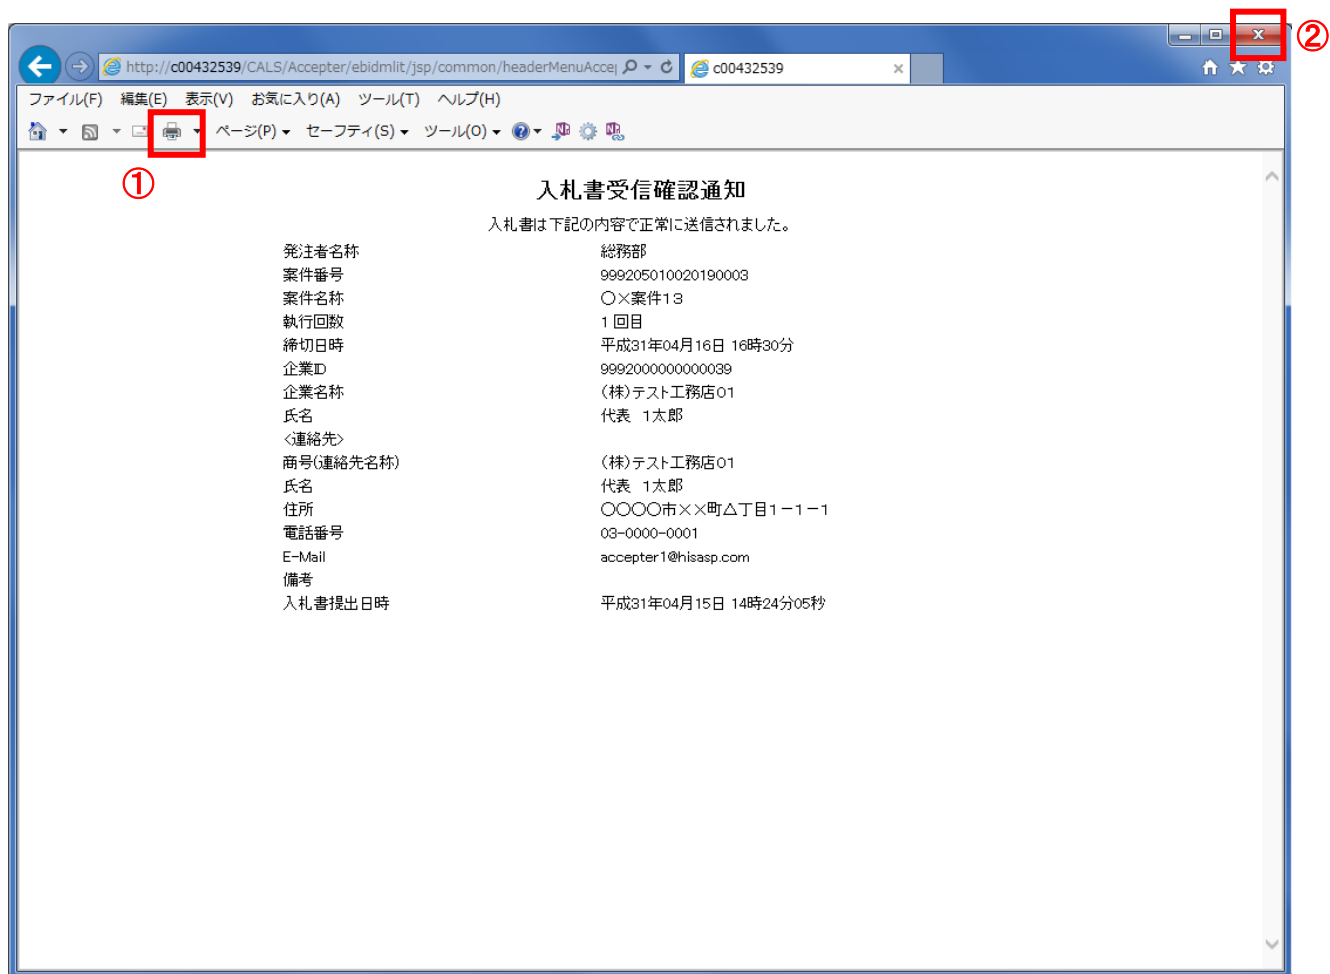 ②
http://c00432539/CALS/Accepter/ebidmlit/jsp/common/headerMenuAccep c00432539
ファイル(F) 編集(E) 表示(V) お気に入り(A) ツール(T) ヘルプ(H)
ページ(P) セーフティ(S) ツール(O)
①
入札書受信確認通知
入札書は下記の内容で正常に送信されました。
発注者名称 総務部
案件番号 999205010020190003
案件名称 〇×案件13
執行回数 1回目
締切日時 平成31年04月16日 16時30分
企業ID 9992000000000039
企業名称 (株)テスト工務店01
氏名 代表 1太郎
<連絡先>
商号(連絡先名称) (株)テスト工務店01
氏名 代表 1太郎
住所 〇〇〇〇市××町△丁目1-1-1
電話番号 03-0000-0001
E-Mail accepter1@hisasp.com
備考
入札書提出日時 平成31年04月15日 14時24分05秒